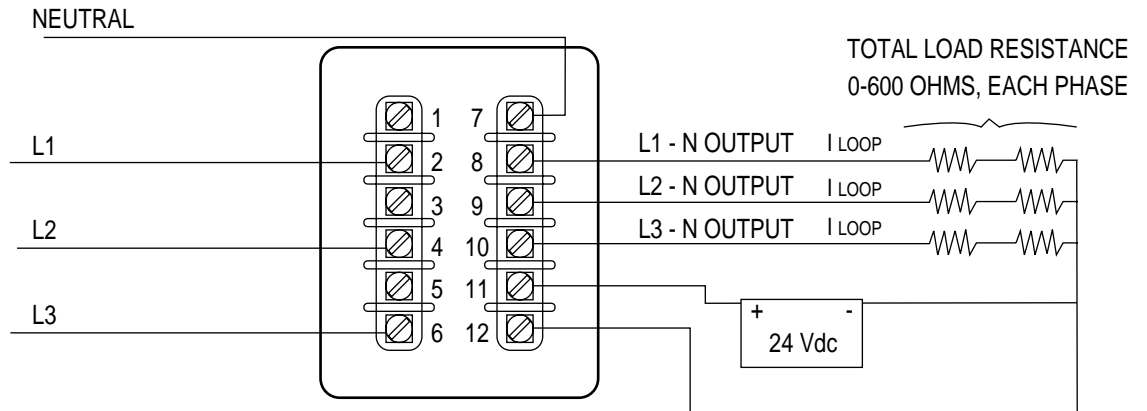 NEUTRAL
TOTAL LOAD RESISTANCE
0-600 OHMS, EACH PHASE
1 7
L1
L1 - N OUTPUT I LOOP
2 8
L2 - N OUTPUT I LOOP
3 9
L2
L3 - N OUTPUT I LOOP
4 10
5 11
L3
+ -
6 12
24 Vdc